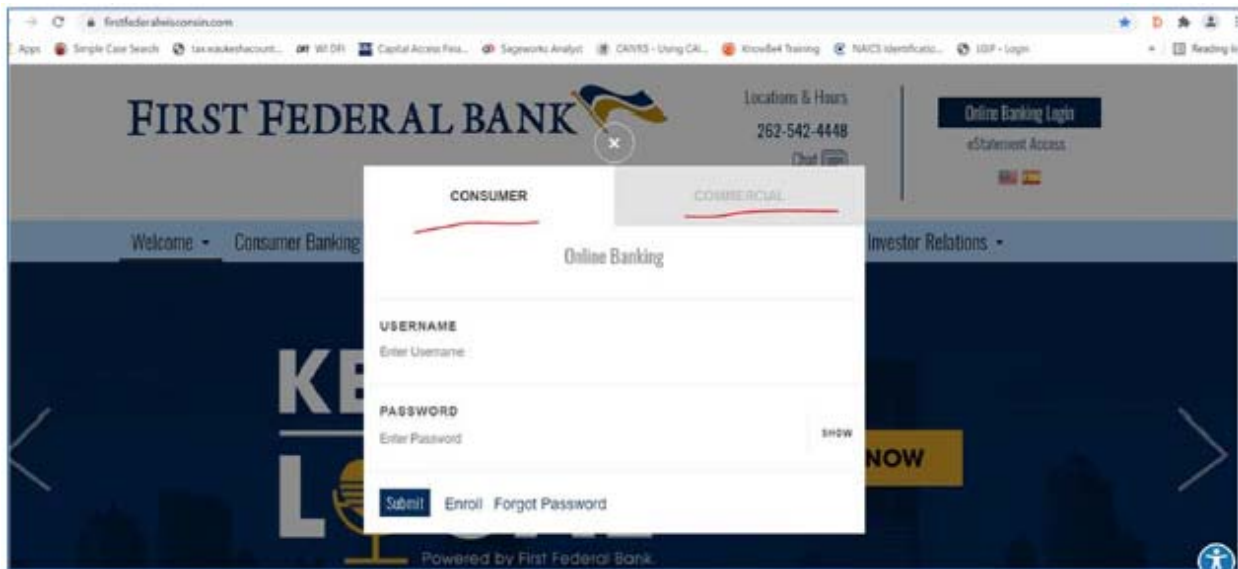 firstfederalwisconsin.com
Apps Simple Case Search tax.waukeshacount... WI DFI Capital Access Fina... Sageworks Analyst CAIVRS - Using CAI... KnowBe4 Training NAICS Identificatio... LGIP - Login Reading
FIRST FEDERAL BANK
Locations & Hours
262-542-4448
Chat
Online Banking Login
eStatement Access
CONSUMER COMMERCIAL
Welcome Consumer Banking Investor Relations
Online Banking
USERNAME
Enter Username
PASSWORD
Enter Password
SHOW
NOW
Submit Enroll Forgot Password
Powered by First Federal Bank.